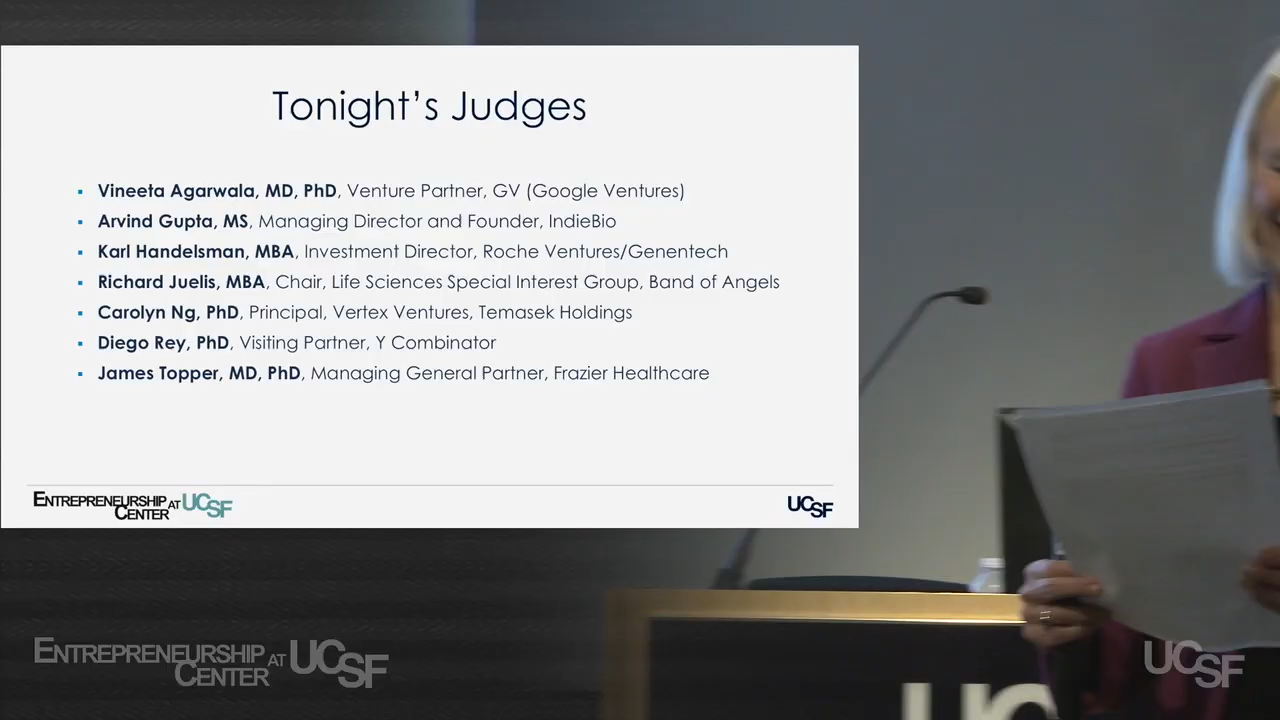 Tonight's Judges
▪ Vineeta Agarwala, MD, PhD, Venture Partner, GV (Google Ventures)
▪ Arvind Gupta, MS, Managing Director and Founder, IndieBio
▪ Karl Handelsman, MBA, Investment Director, Roche Ventures/Genentech
▪ Richard Juelis, MBA, Chair, Life Sciences Special Interest Group, Band of Angels
▪ Carolyn Ng, PhD, Principal, Vertex Ventures, Temasek Holdings
▪ Diego Rey, PhD, Visiting Partner, Y Combinator
▪ James Topper, MD, PhD, Managing General Partner, Frazier Healthcare
ENTREPRENEURSHIP CENTER AT UCSF
UCSF
ENTREPRENEURSHIP CENTER AT UCSF
UCSF
UC